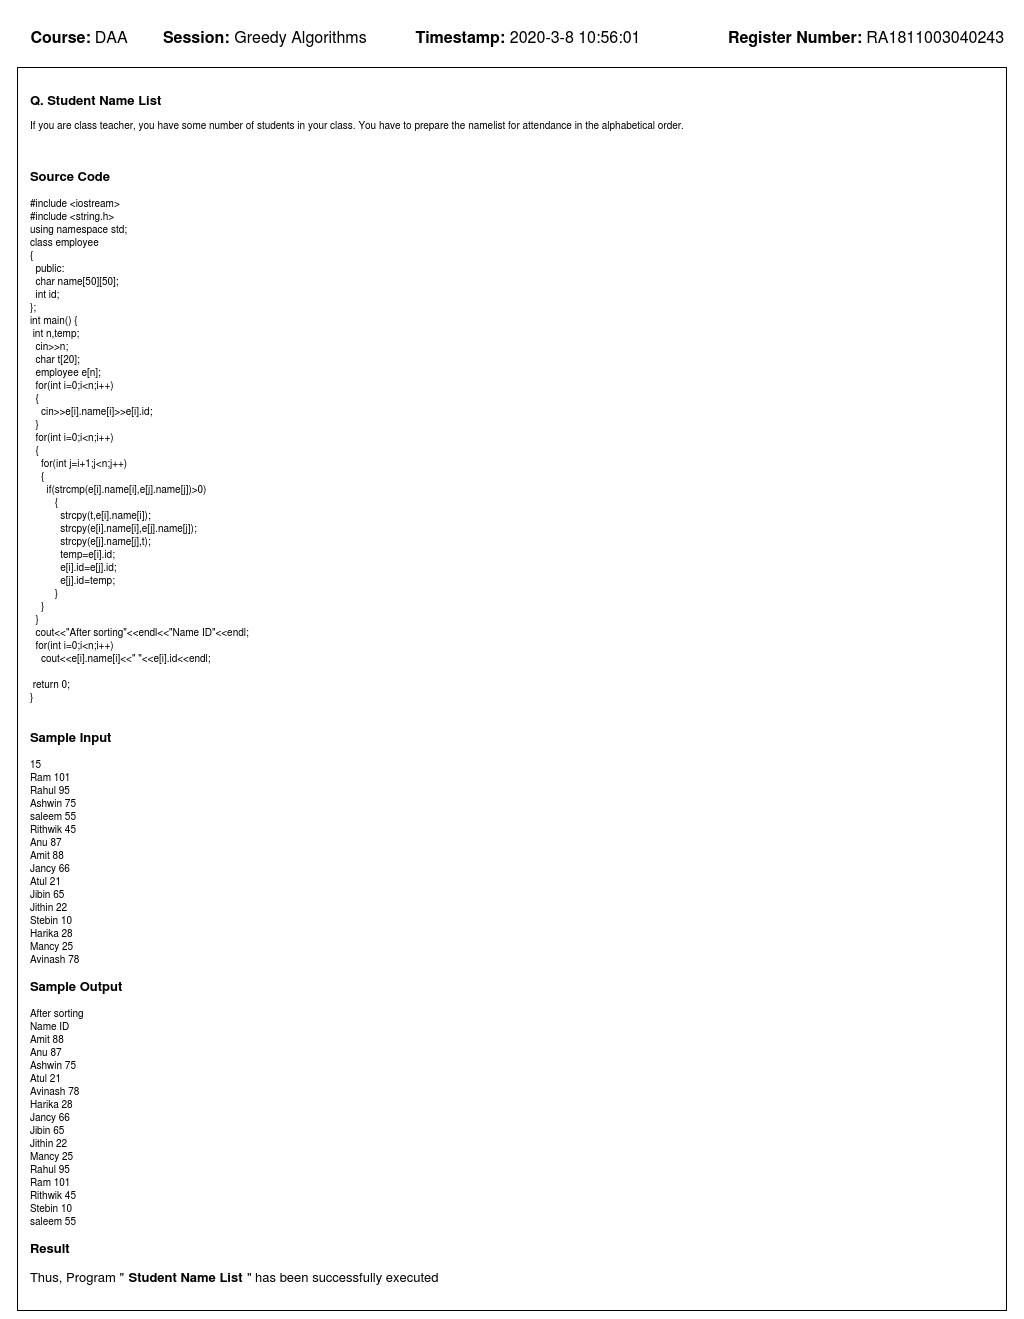 Course: DAA Session: Greedy Algorithms Timestamp: 2020-3-8 10:56:01 Register Number: RA1811003040243
Q. Student Name List
If you are class teacher, you have some number of students in your class. You have to prepare the namelist for attendance in the alphabetical order.
Source Code
#include <iostream>
#include <string.h>
using namespace std;
class employee
{
  public:
  char name[50][50];
  int id;
};
int main() {
 int n,temp;
  cin>>n;
  char t[20];
  employee e[n];
  for(int i=0;i<n;i++)
  {
    cin>>e[i].name[i]>>e[i].id;
  }
  for(int i=0;i<n;i++)
  {
    for(int j=i+1;j<n;j++)
    {
      if(strcmp(e[i].name[i],e[j].name[j])>0)
         {
           strcpy(t,e[i].name[i]);
           strcpy(e[i].name[i],e[j].name[j]);
           strcpy(e[j].name[j],t);
           temp=e[i].id;
           e[i].id=e[j].id;
           e[j].id=temp;
         }
    }
  }
  cout<<"After sorting"<<endl<<"Name ID"<<endl;
  for(int i=0;i<n;i++)
    cout<<e[i].name[i]<<" "<<e[i].id<<endl;
 return 0;
}
Sample Input
15
Ram 101
Rahul 95
Ashwin 75
saleem 55
Rithwik 45
Anu 87
Amit 88
Jancy 66
Atul 21
Jibin 65
Jithin 22
Stebin 10
Harika 28
Mancy 25
Avinash 78
Sample Output
After sorting
Name ID
Amit 88
Anu 87
Ashwin 75
Atul 21
Avinash 78
Harika 28
Jancy 66
Jibin 65
Jithin 22
Mancy 25
Rahul 95
Ram 101
Rithwik 45
Stebin 10
saleem 55
Result
Thus, Program " Student Name List " has been successfully executed